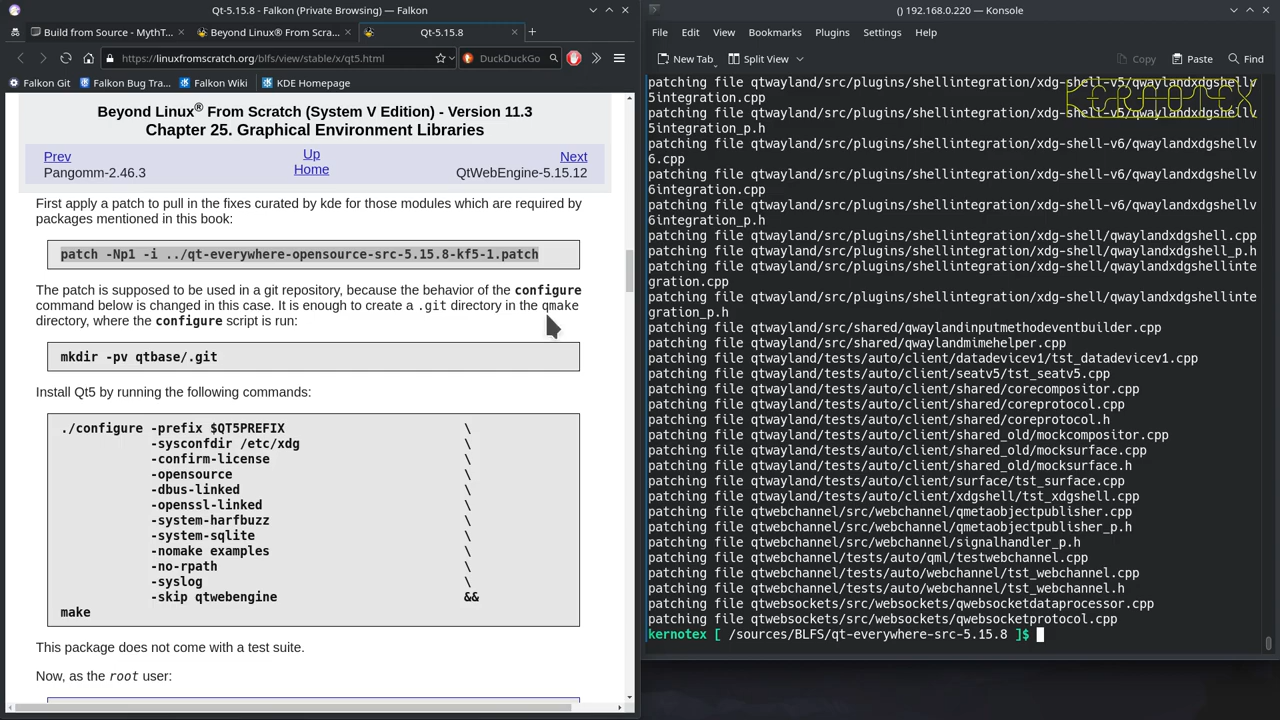 Qt-5.15.8 - Falkon (Private Browsing) — Falkon
Build from Source - MythT...
Beyond Linux® From Scra...
Qt-5.15.8
https://linuxfromscratch.org/blfs/view/stable/x/qt5.html
DuckDuckGo
Falkon Git
Falkon Bug Tra...
Falkon Wiki
KDE Homepage
Beyond Linux® From Scratch (System V Edition) - Version 11.3
Chapter 25. Graphical Environment Libraries
Prev
Up
Next
Pangomm-2.46.3
Home
QtWebEngine-5.15.12
First apply a patch to pull in the fixes curated by kde for those modules which are required by
packages mentioned in this book:
patch -Np1 -i ../qt-everywhere-opensource-src-5.15.8-kf5-1.patch
The patch is supposed to be used in a git repository, because the behavior of the configure
command below is changed in this case. It is enough to create a .git directory in the qmake
directory, where the configure script is run:
mkdir -pv qtbase/.git
Install Qt5 by running the following commands:
./configure -prefix $QT5PREFIX \
-sysconfdir /etc/xdg \
-confirm-license \
-opensource \
-dbus-linked \
-openssl-linked \
-system-harfbuzz \
-system-sqlite \
-nomake examples \
-no-rpath \
-syslog \
-skip qtwebengine &&
make
This package does not come with a test suite.
Now, as the root user:
() 192.168.0.220 — Konsole
File Edit View Bookmarks Plugins Settings Help
New Tab
Split View
Copy
Paste
Find
KERNOTEX
patching file qtwayland/src/plugins/shellintegration/xdg-shell-v5/qwaylandxdgshellv
5integration.cpp
patching file qtwayland/src/plugins/shellintegration/xdg-shell-v5/qwaylandxdgshellv
5integration_p.h
patching file qtwayland/src/plugins/shellintegration/xdg-shell-v6/qwaylandxdgshellv
6.cpp
patching file qtwayland/src/plugins/shellintegration/xdg-shell-v6/qwaylandxdgshellv
6integration.cpp
patching file qtwayland/src/plugins/shellintegration/xdg-shell-v6/qwaylandxdgshellv
6integration_p.h
patching file qtwayland/src/plugins/shellintegration/xdg-shell/qwaylandxdgshell.cpp
patching file qtwayland/src/plugins/shellintegration/xdg-shell/qwaylandxdgshell_p.h
patching file qtwayland/src/plugins/shellintegration/xdg-shell/qwaylandxdgshellinte
gration.cpp
patching file qtwayland/src/plugins/shellintegration/xdg-shell/qwaylandxdgshellinte
gration_p.h
patching file qtwayland/src/shared/qwaylandinputmethodeventbuilder.cpp
patching file qtwayland/src/shared/qwaylandmimehelper.cpp
patching file qtwayland/tests/auto/client/datadevicev1/tst_datadevicev1.cpp
patching file qtwayland/tests/auto/client/seatv5/tst_seatv5.cpp
patching file qtwayland/tests/auto/client/shared/corecompositor.cpp
patching file qtwayland/tests/auto/client/shared/coreprotocol.cpp
patching file qtwayland/tests/auto/client/shared/coreprotocol.h
patching file qtwayland/tests/auto/client/shared_old/mockcompositor.cpp
patching file qtwayland/tests/auto/client/shared_old/mocksurface.cpp
patching file qtwayland/tests/auto/client/shared_old/mocksurface.h
patching file qtwayland/tests/auto/client/surface/tst_surface.cpp
patching file qtwayland/tests/auto/client/xdgshell/tst_xdgshell.cpp
patching file qtwebchannel/src/webchannel/qmetaobjectpublisher.cpp
patching file qtwebchannel/src/webchannel/qmetaobjectpublisher_p.h
patching file qtwebchannel/src/webchannel/signalhandler_p.h
patching file qtwebchannel/tests/auto/qml/testwebchannel.cpp
patching file qtwebchannel/tests/auto/webchannel/tst_webchannel.cpp
patching file qtwebchannel/tests/auto/webchannel/tst_webchannel.h
patching file qtwebsockets/src/websockets/qwebsocketdataprocessor.cpp
patching file qtwebsockets/src/websockets/qwebsocketprotocol.cpp
kernotex [ /sources/BLFS/qt-everywhere-src-5.15.8 ]$